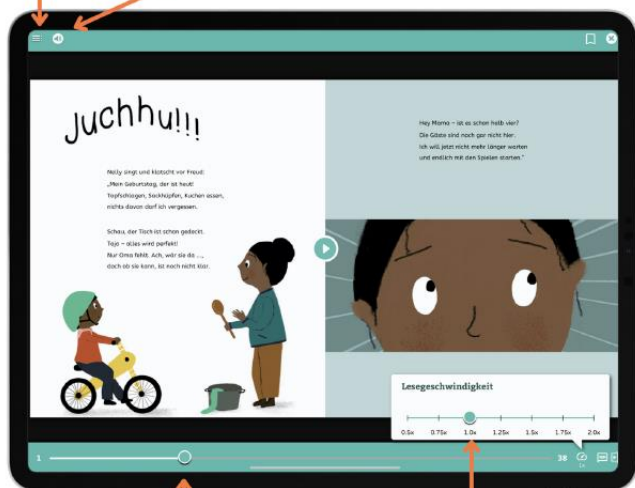 Juchhu!!!
Nelly singt und klatscht vor Freud:
„Mein Geburtstag, der ist heut!
Topfschlagen, Sackhüpfen, Kuchen essen,
nichts davon darf ich vergessen.
Schau, der Tisch ist schon gedeckt.
Tojo – alles wird perfekt!
Nur Oma fehlt. Ach, wär sie da ...,
doch ob sie kann, ist noch nicht klar.
Hey Mama – ist es schon halb vier?
Die Gäste sind noch gar nicht hier.
Ich will jetzt nicht mehr länger warten
und endlich mit den Spielen starten."
Lesegeschwindigkeit
0.5x 0.75x 1.0x 1.25x 1.5x 1.75x 2.0x
1 38
1x